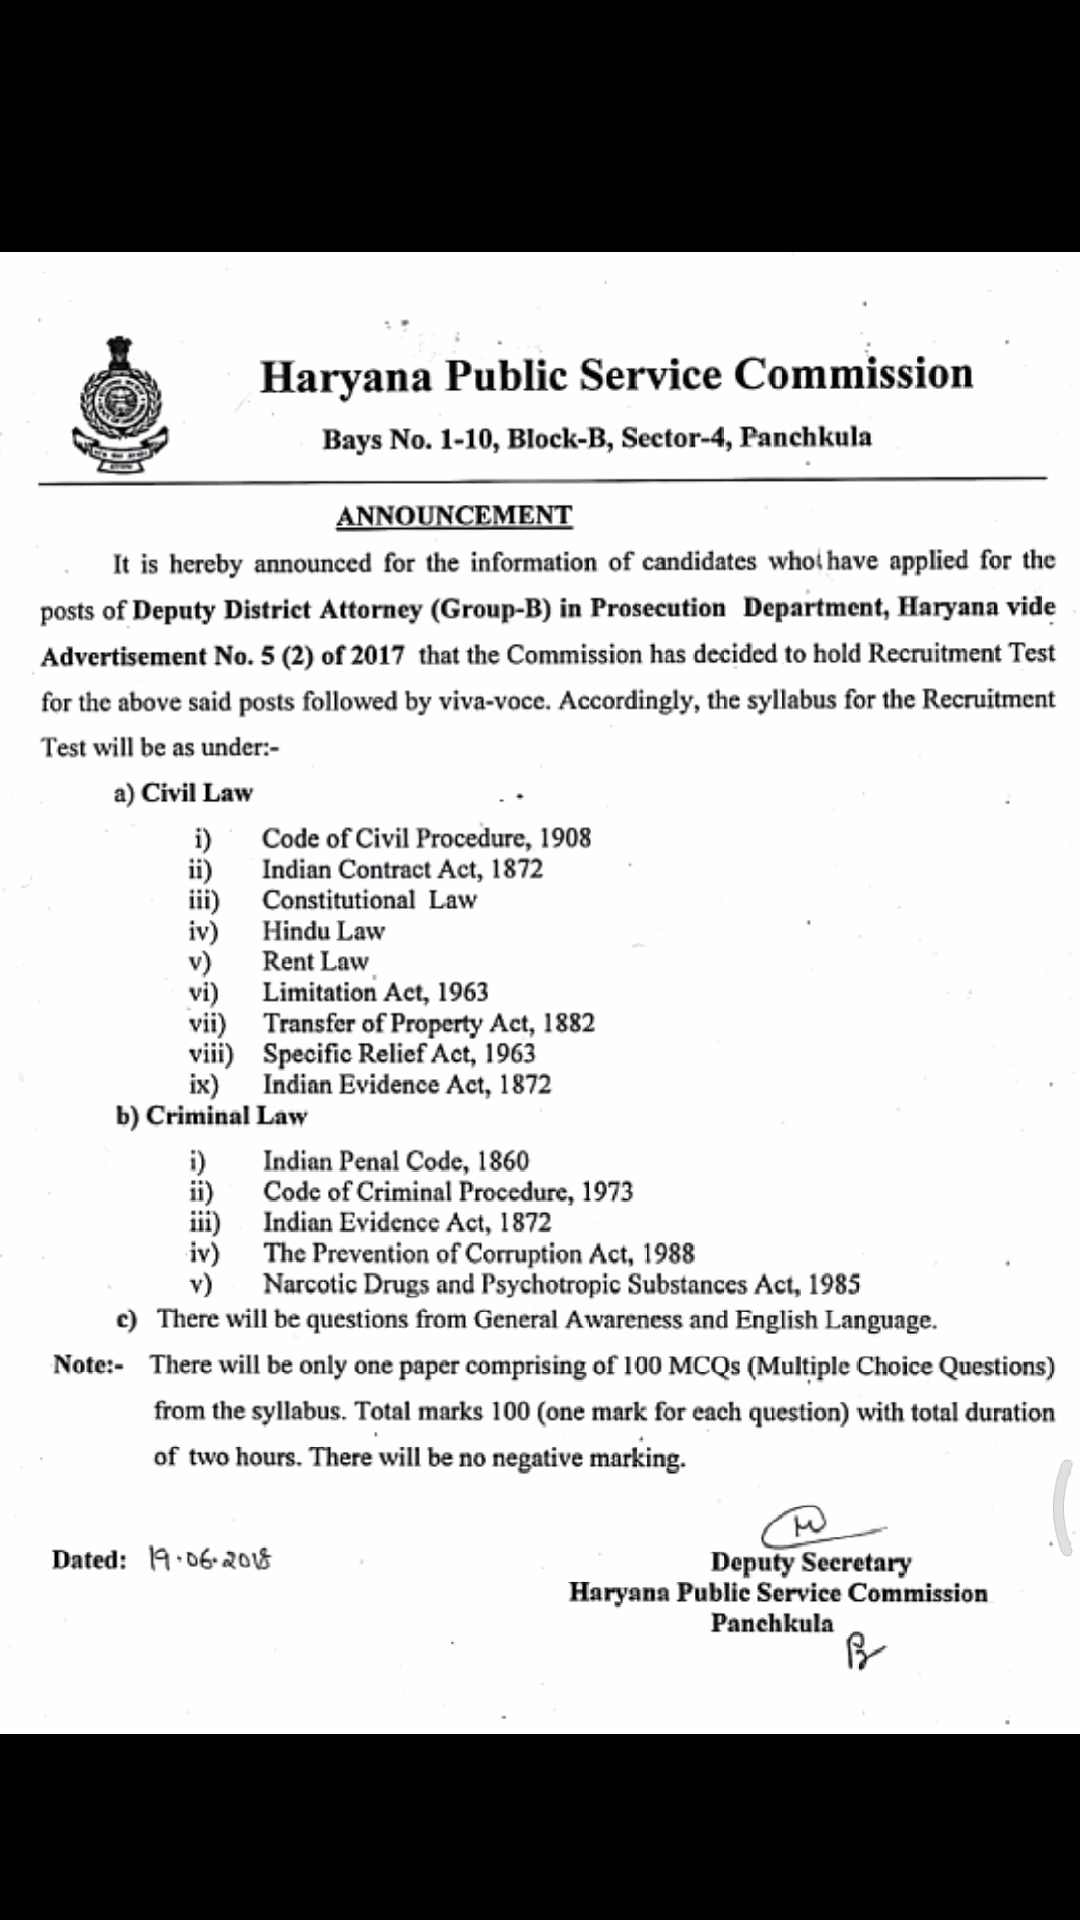 Haryana Public Service Commission
Bays No. 1-10, Block-B, Sector-4, Panchkula
ANNOUNCEMENT
It is hereby announced for the information of candidates who have applied for the
posts of Deputy District Attorney (Group-B) in Prosecution Department, Haryana vide
Advertisement No. 5 (2) of 2017 that the Commission has decided to hold Recruitment Test
for the above said posts followed by viva-voce. Accordingly, the syllabus for the Recruitment
Test will be as under:-
a) Civil Law
i) Code of Civil Procedure, 1908
ii) Indian Contract Act, 1872
iii) Constitutional Law
iv) Hindu Law
v) Rent Law
vi) Limitation Act, 1963
vii) Transfer of Property Act, 1882
viii) Specific Relief Act, 1963
ix) Indian Evidence Act, 1872
b) Criminal Law
i) Indian Penal Code, 1860
ii) Code of Criminal Procedure, 1973
iii) Indian Evidence Act, 1872
iv) The Prevention of Corruption Act, 1988
v) Narcotic Drugs and Psychotropic Substances Act, 1985
c) There will be questions from General Awareness and English Language.
Note:- There will be only one paper comprising of 100 MCQs (Multiple Choice Questions)
from the syllabus. Total marks 100 (one mark for each question) with total duration
of two hours. There will be no negative marking.
Dated: 19.06.2018
Deputy Secretary
Haryana Public Service Commission
Panchkula